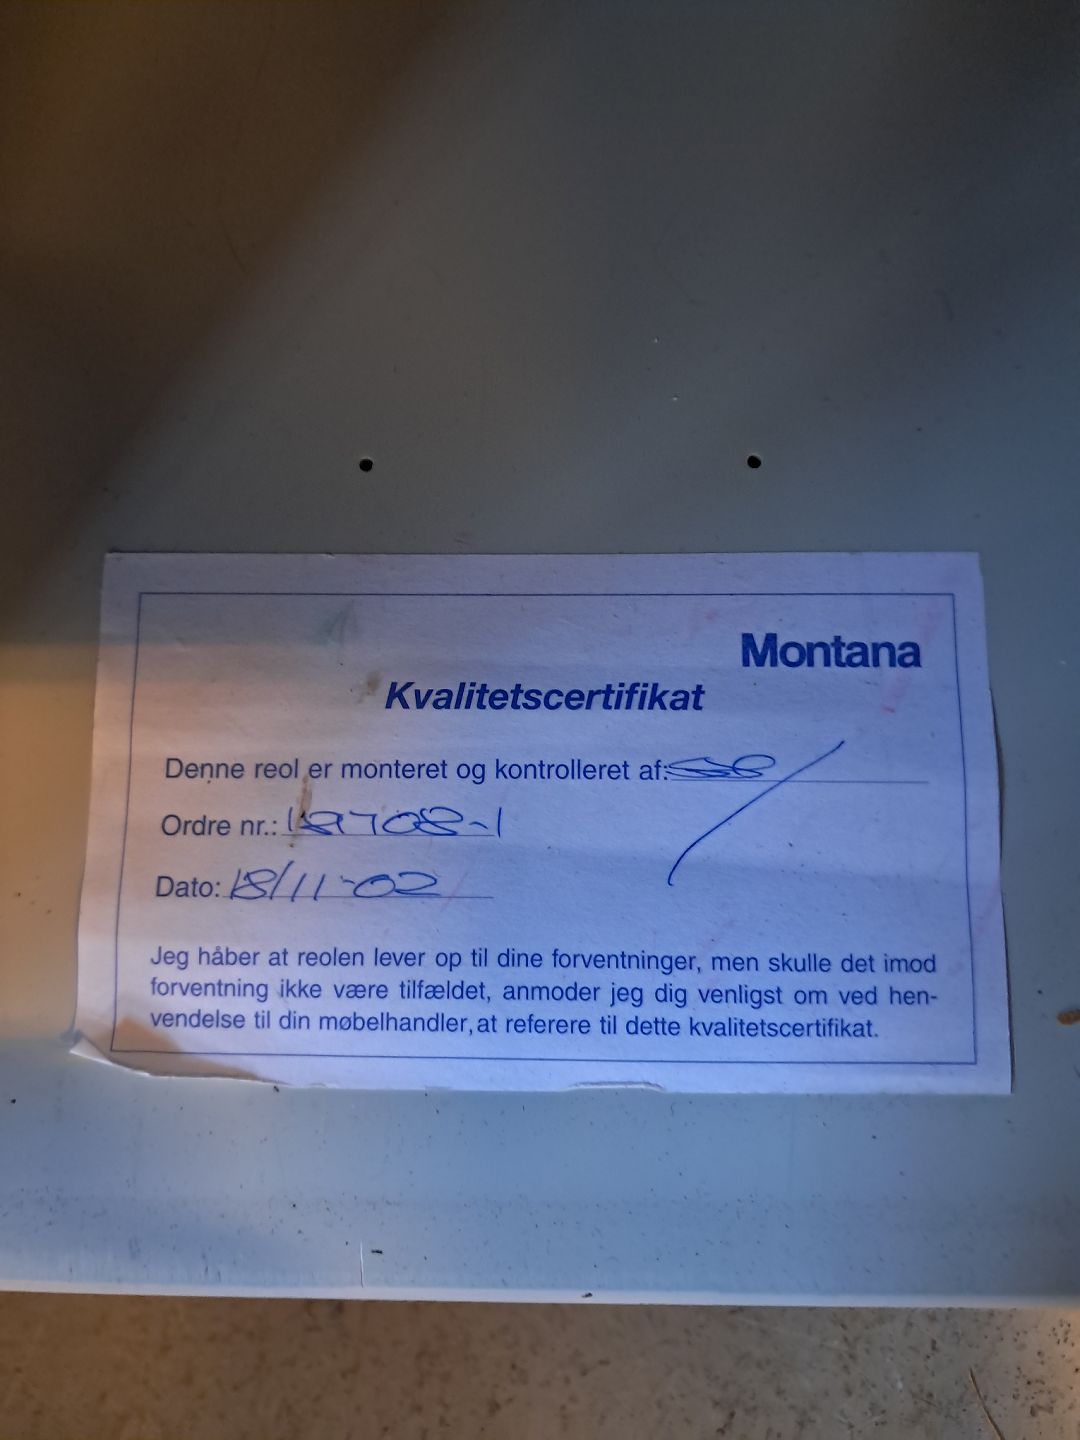 Montana
Kvalitetscertifikat
Denne reol er monteret og kontrolleret af:
Ordre nr.:
Dato: 18/11-02
Jeg håber at reolen lever op til dine forventninger, men skulle det imod
forventning ikke være tilfældet, anmoder jeg dig venligst om ved hen-
vendelse til din møbelhandler, at referere til dette kvalitetscertifikat.